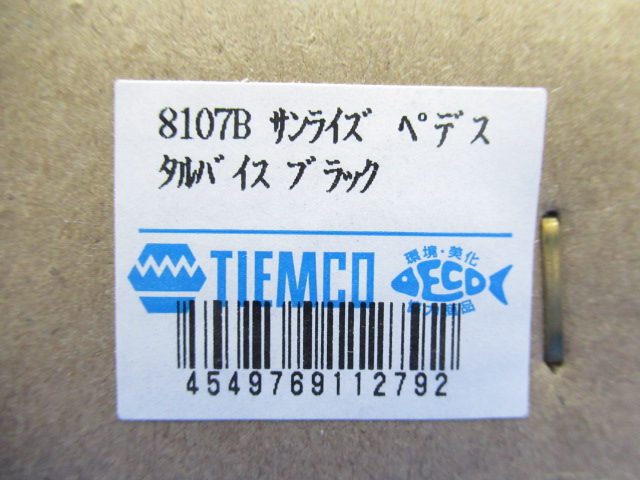 8107B サンライズ ペデス
タルバイス ブラック
TIEMCO
環境・美化
ECO
4549769112792